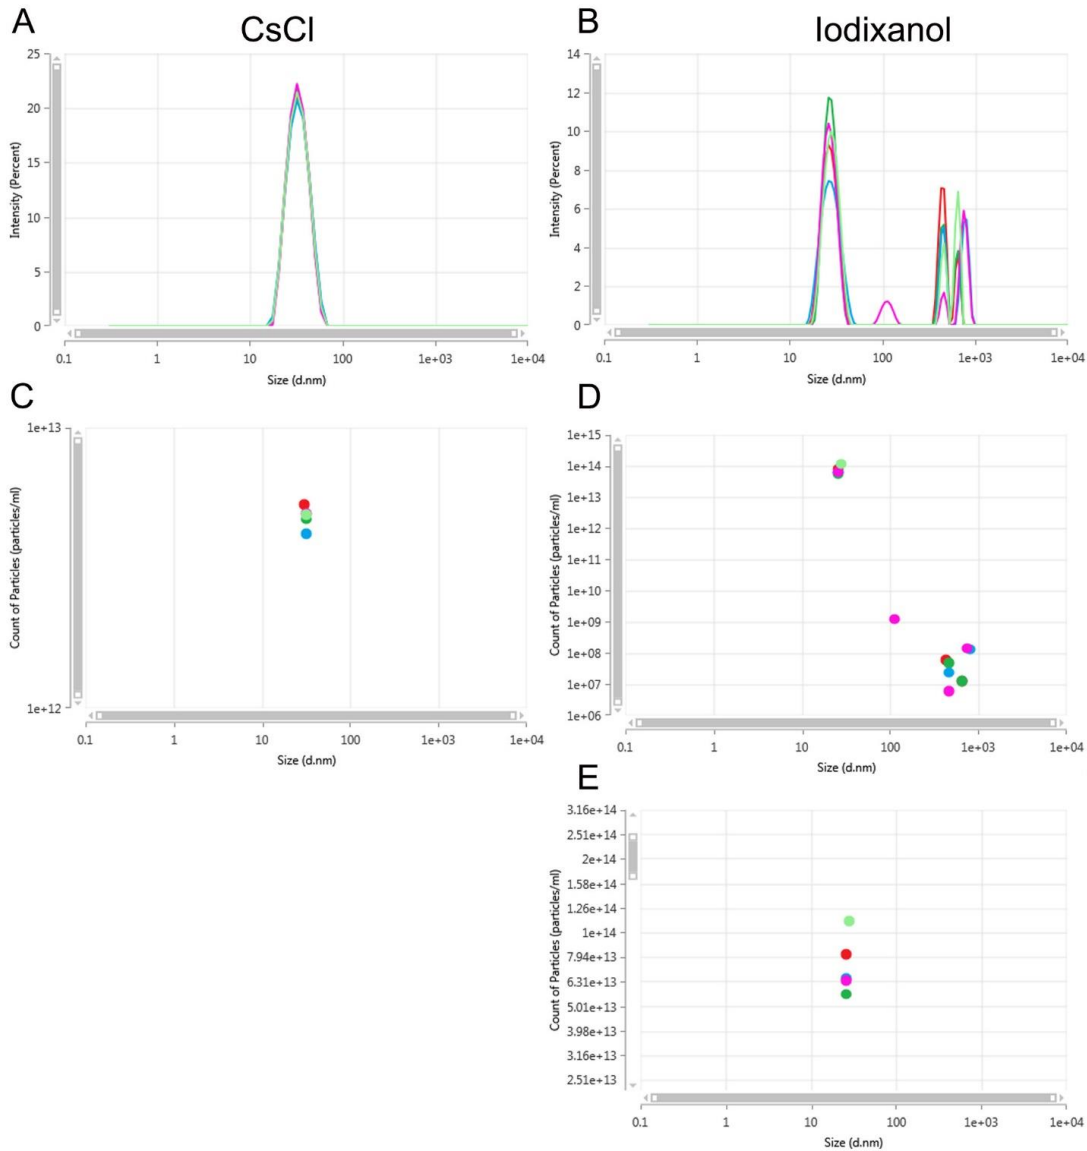 A
CsCl
B
Iodixanol
25
20
15
10
5
0
Intensity (Percent)
0.1 1 10 100 1e+03 1e+04
Size (d.nm)
14
12
10
8
6
4
2
0
Intensity (Percent)
0.1 1 10 100 1e+03 1e+04
Size (d.nm)
C
1e+13
1e+12
Count of Particles (particles/ml)
0.1 1 10 100 1e+03 1e+04
Size (d.nm)
D
1e+15
1e+14
1e+13
1e+12
1e+11
1e+10
1e+09
1e+08
1e+07
1e+06
Count of Particles (particles/ml)
0.1 1 10 100 1e+03 1e+04
Size (d.nm)
E
3.16e+14
2.51e+14
2e+14
1.58e+14
1.26e+14
1e+14
7.94e+13
6.31e+13
5.01e+13
3.98e+13
3.16e+13
2.51e+13
Count of Particles (particles/ml)
0.1 1 10 100 1e+03 1e+04
Size (d.nm)